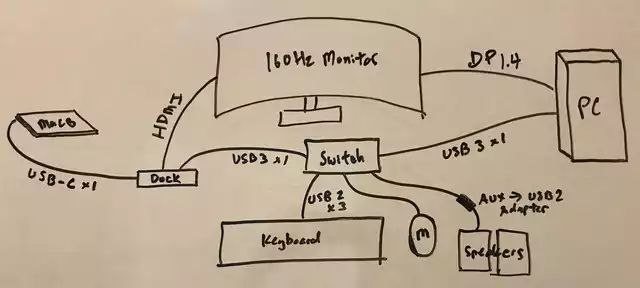 160Hz Monitor
DP 1.4
PC
HDMI
MacB
USB-C x1
Dock
USB3 x1
Switch
USB 3 x1
USB 2
x3
AUX → USB2
Adapter
Keyboard
M
Speakers